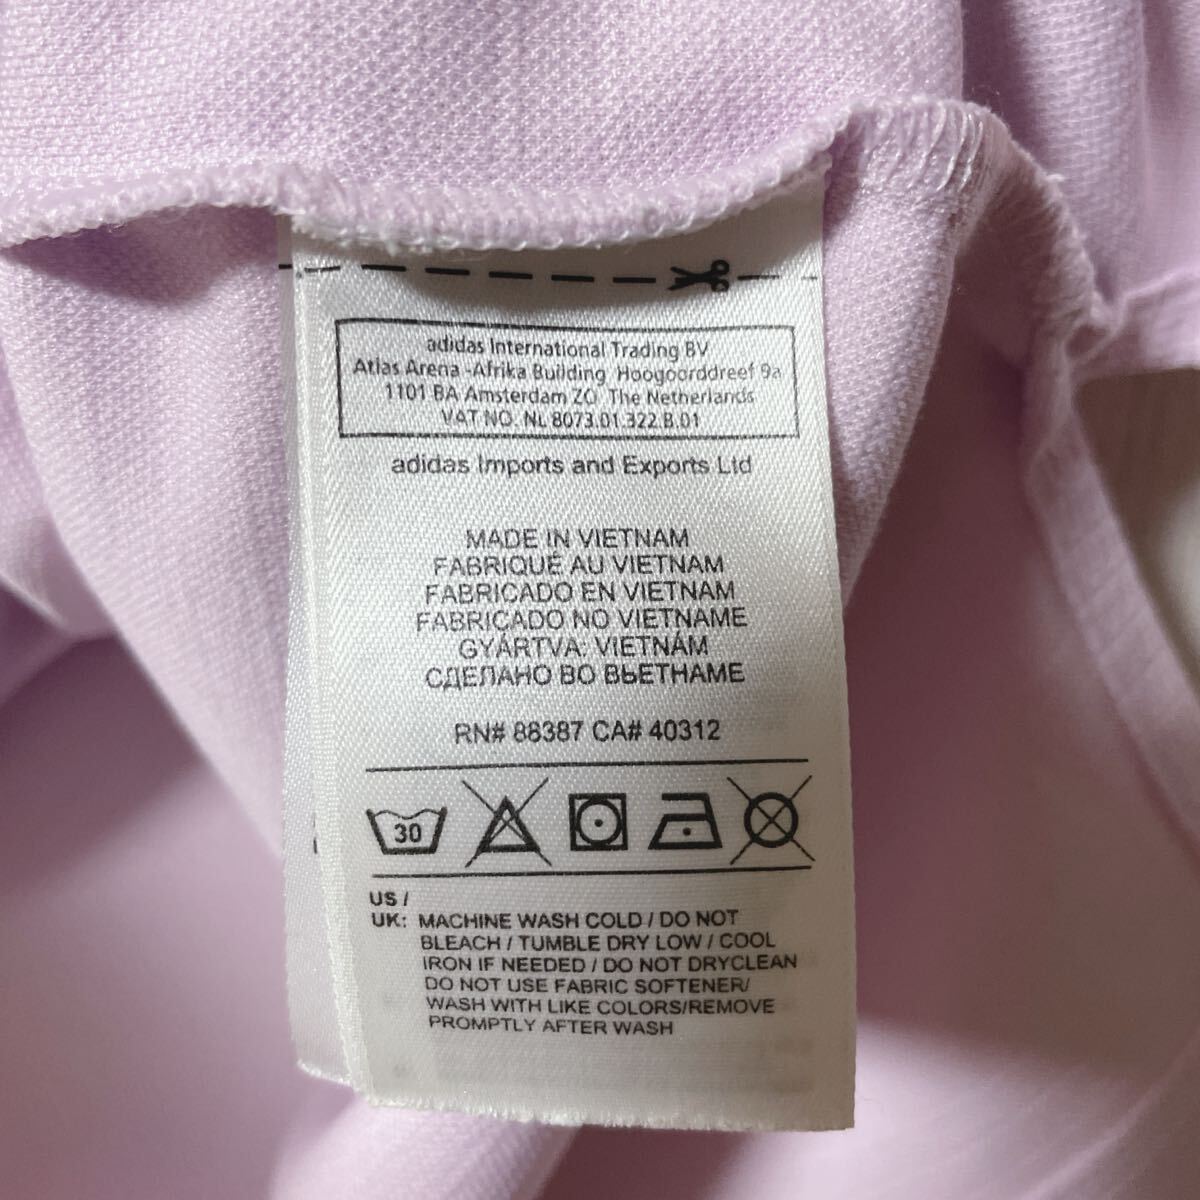 adidas International Trading BV
Atlas Arena -Afrika Building Hoogoorddreef 9a
1101 BA Amsterdam ZO The Netherlands
VAT NO. NL 8073.01.322.B.01
adidas Imports and Exports Ltd
MADE IN VIETNAM
FABRIQUÉ AU VIETNAM
FABRICADO EN VIETNAM
FABRICADO NO VIETNAME
GYÁRTVA: VIETNÁM
СДЕЛАНО ВО ВЬЕТНАМЕ
RN# 88387 CA# 40312
30
US /
UK: MACHINE WASH COLD / DO NOT
BLEACH / TUMBLE DRY LOW / COOL
IRON IF NEEDED / DO NOT DRYCLEAN
DO NOT USE FABRIC SOFTENER/
WASH WITH LIKE COLORS/REMOVE
PROMPTLY AFTER WASH